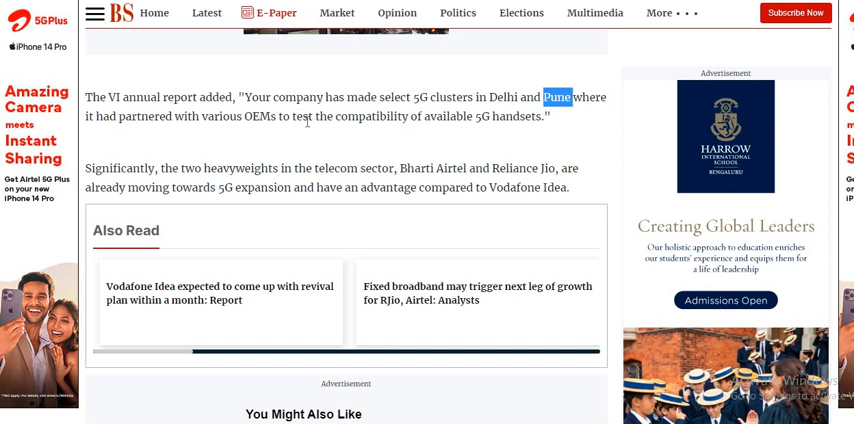 5GPlus
iPhone 14 Pro
Amazing
Camera
meets
Instant
Sharing
Get Airtel 5G Plus
on your new
iPhone 14 Pro
BS
Home
Latest
E-Paper
Market
Opinion
Politics
Elections
Multimedia
More
Subscribe Now
The VI annual report added, "Your company has made select 5G clusters in Delhi and Pune where
it had partnered with various OEMs to test the compatibility of available 5G handsets."
Significantly, the two heavyweights in the telecom sector, Bharti Airtel and Reliance Jio, are
already moving towards 5G expansion and have an advantage compared to Vodafone Idea.
Also Read
Vodafone Idea expected to come up with revival
plan within a month: Report
Fixed broadband may trigger next leg of growth
for RJio, Airtel: Analysts
Advertisement
You Might Also Like
Advertisement
HARROW
INTERNATIONAL
SCHOOL
BENGALURU
Creating Global Leaders
Our holistic approach to education enriches
our students' experience and equips them for
a life of leadership
Admissions Open